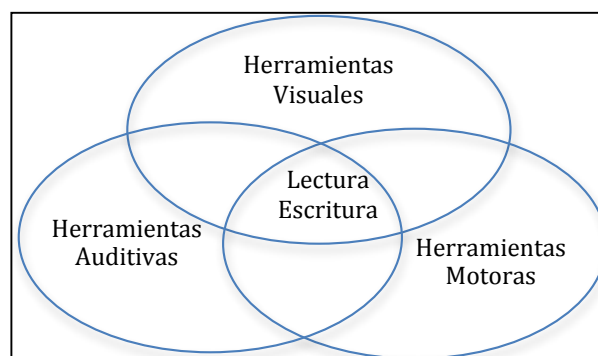 Herramientas
Visuales
Lectura
Escritura
Herramientas
Auditivas
Herramientas
Motoras